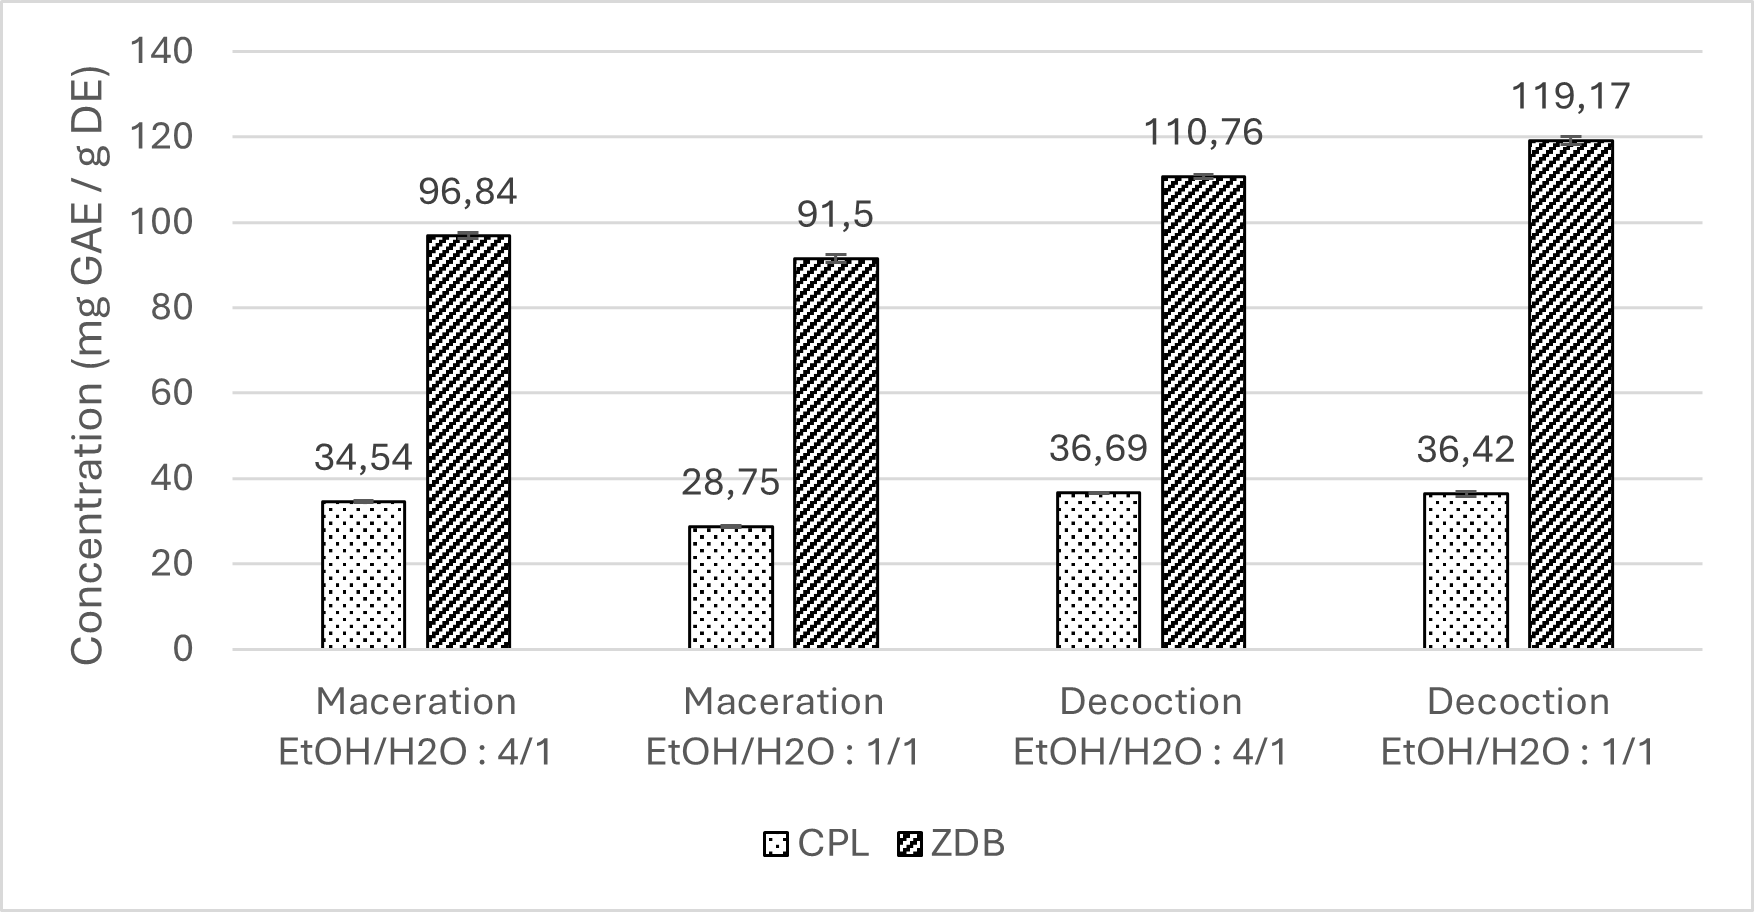 Concentration (mg GAE / g DE)
140
120
100
80
60
40
20
0
34,54
96,84
28,75
91,5
36,69
110,76
36,42
119,17
Maceration
EtOH/H2O : 4/1
Maceration
EtOH/H2O : 1/1
Decoction
EtOH/H2O : 4/1
Decoction
EtOH/H2O : 1/1
CPL
ZDB